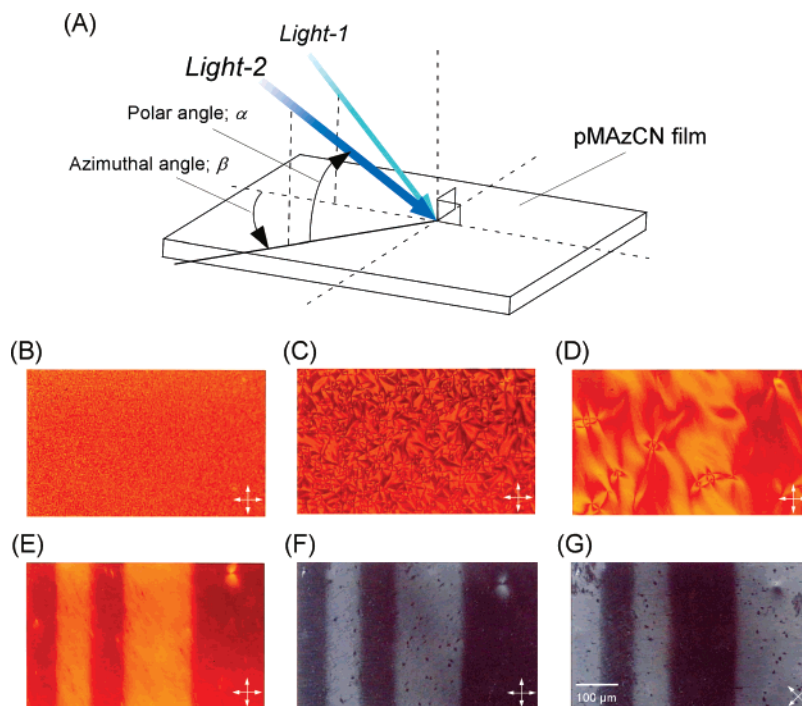 (A)
Light-1
Light-2
Polar angle; α
pMAzCN film
Azimuthal angle; β
(B)
(C)
(D)
(E)
(F)
(G)
100 μm